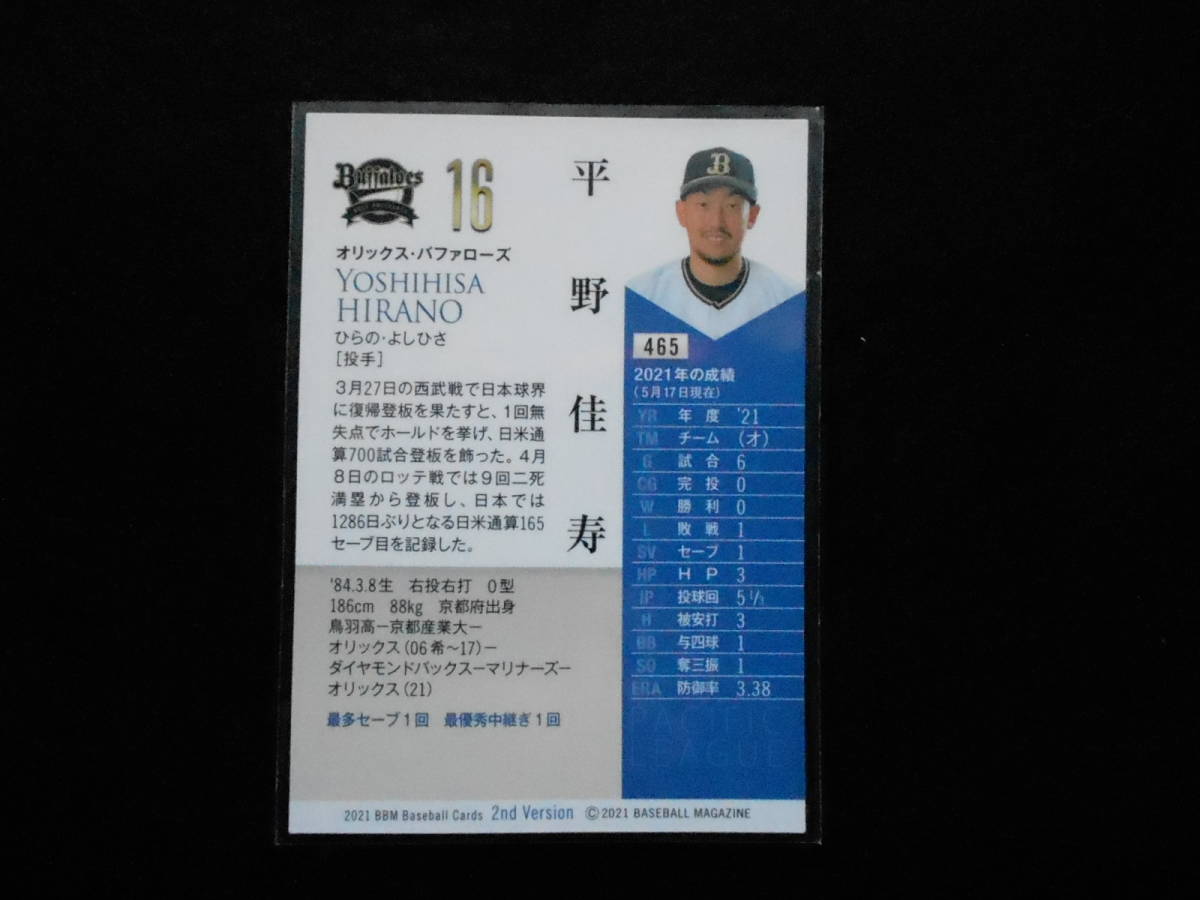 Buffaloes
16
オリックス・バファローズ
YOSHIHISA
HIRANO
ひらの・よしひさ
[投手]
平野佳寿
3月27日の西武戦で日本球界
に復帰登板を果たすと、1回無
失点でホールドを挙げ、日米通
算700試合登板を飾った。4月
8日のロッテ戦では9回二死
満塁から登板し、日本では
1286日ぶりとなる日米通算165
セーブ目を記録した。
'84.3.8生 右投右打 O型
186cm 88kg 京都府出身
鳥羽高ー京都産業大ー
オリックス(06希〜17)ー
ダイヤモンドバックスーマリナーズー
オリックス(21)
最多セーブ1回 最優秀中継ぎ1回
B
465
2021年の成績
(5月17日現在)
YR 年度 '21
TM チーム (オ)
G 試合 6
CG 完投 0
W 勝利 0
L 敗戦 1
SV セーブ 1
HP HP 3
IP 投球回 5 1/3
H 被安打 3
BB 与四球 1
SO 奪三振 1
ERA 防御率 3.38
PACIFIC
LEAGUE
2021 BBM Baseball Cards 2nd Version ©2021 BASEBALL MAGAZINE